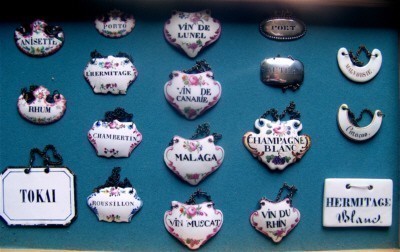 ANISETTE
RHUM
TOKAI
PORTO
L'HERMITAGE
CHAMBERTIN
ROUSSILLON
VIN DE
LUNEL
VIN DE
CANARIE
MALAGA
VIN MUSCAT
PORT
CHAMPAGNE
BLANC
VIN DU
RHIN
HERMITAGE
Blanc.